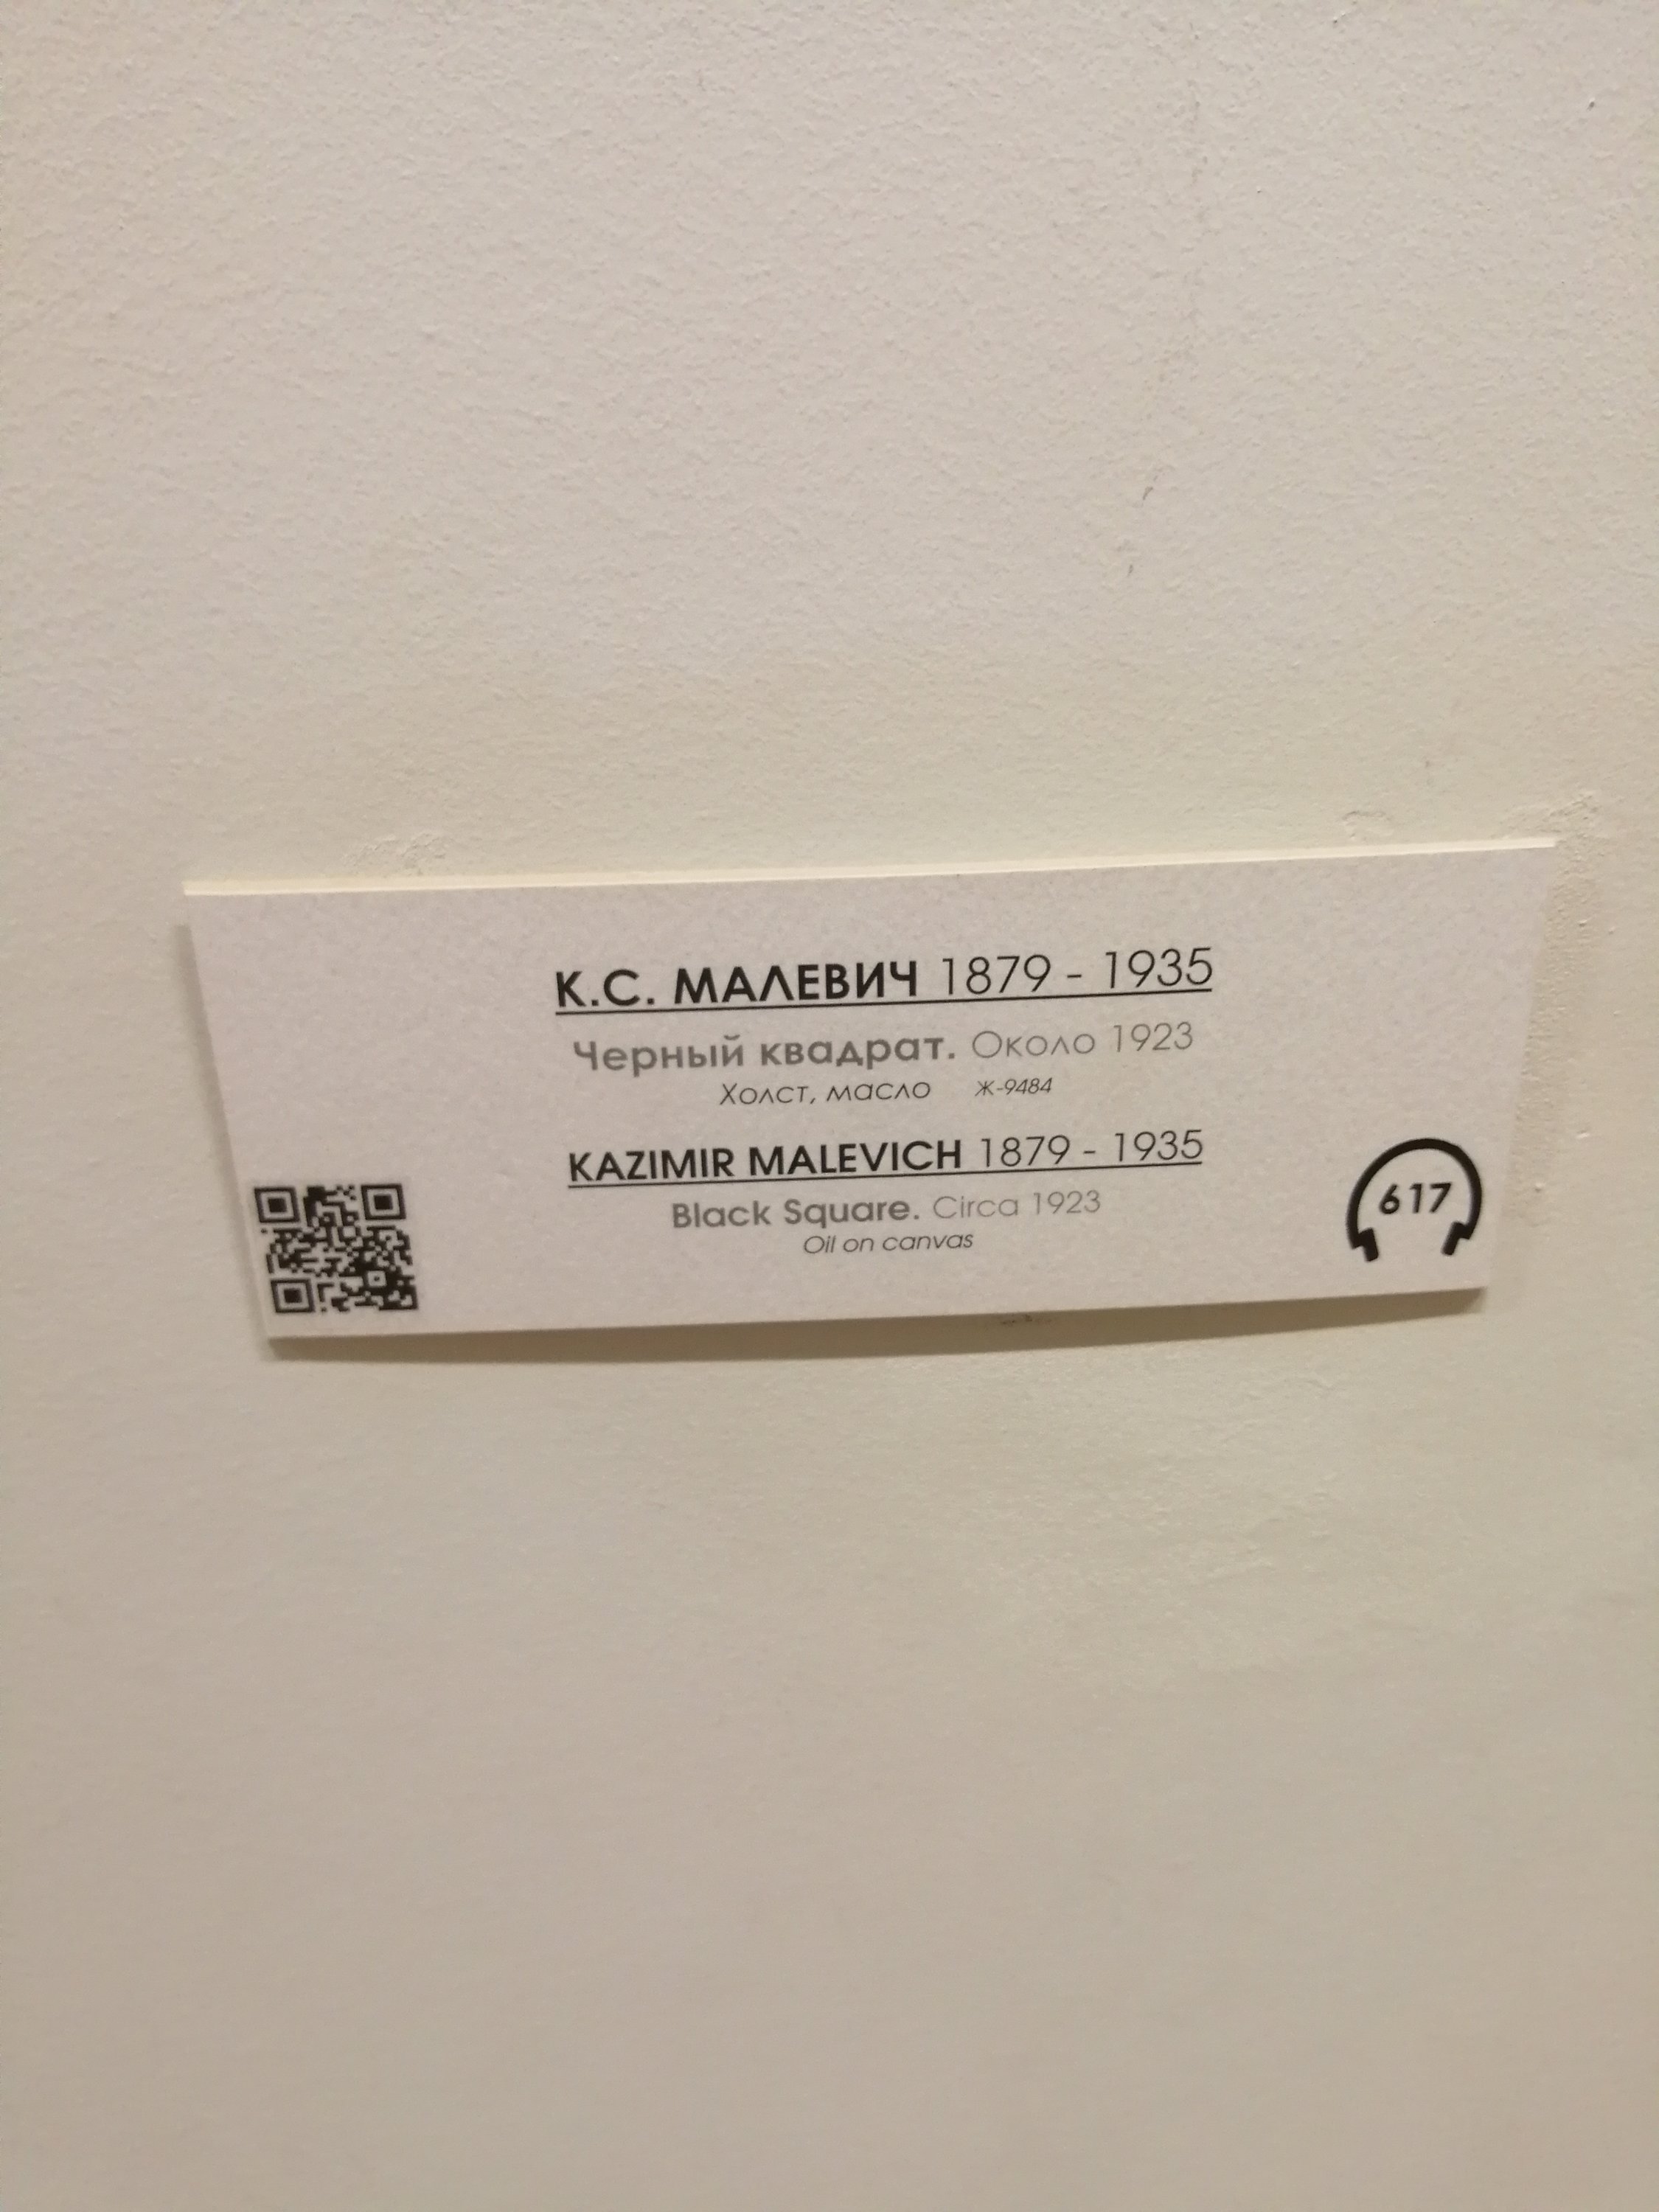 К.С. МАЛЕВИЧ 1879 - 1935
Черный квадрат. Около 1923
Холст, масло Ж-9484
KAZIMIR MALEVICH 1879 - 1935
Black Square. Circa 1923
Oil on canvas
617